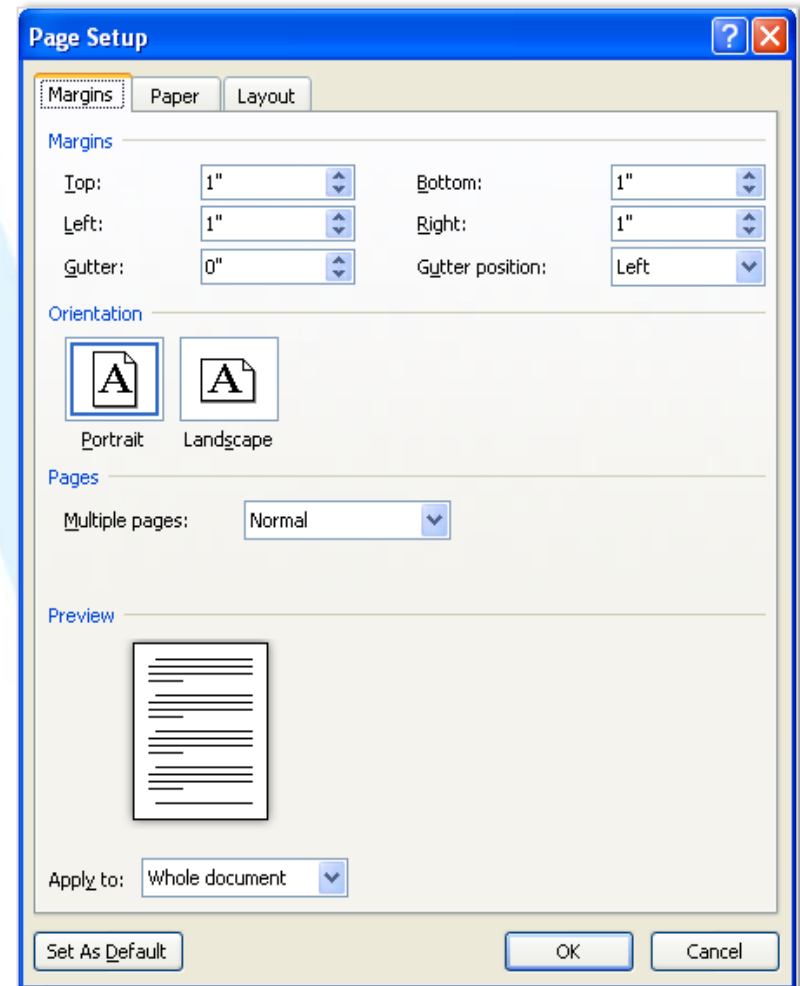 Page Setup
Margins Paper Layout
Margins
Top: 1" Bottom: 1"
Left: 1" Right: 1"
Gutter: 0" Gutter position: Left
Orientation
A A
Portrait Landscape
Pages
Multiple pages: Normal
Preview
Apply to: Whole document
Set As Default OK Cancel